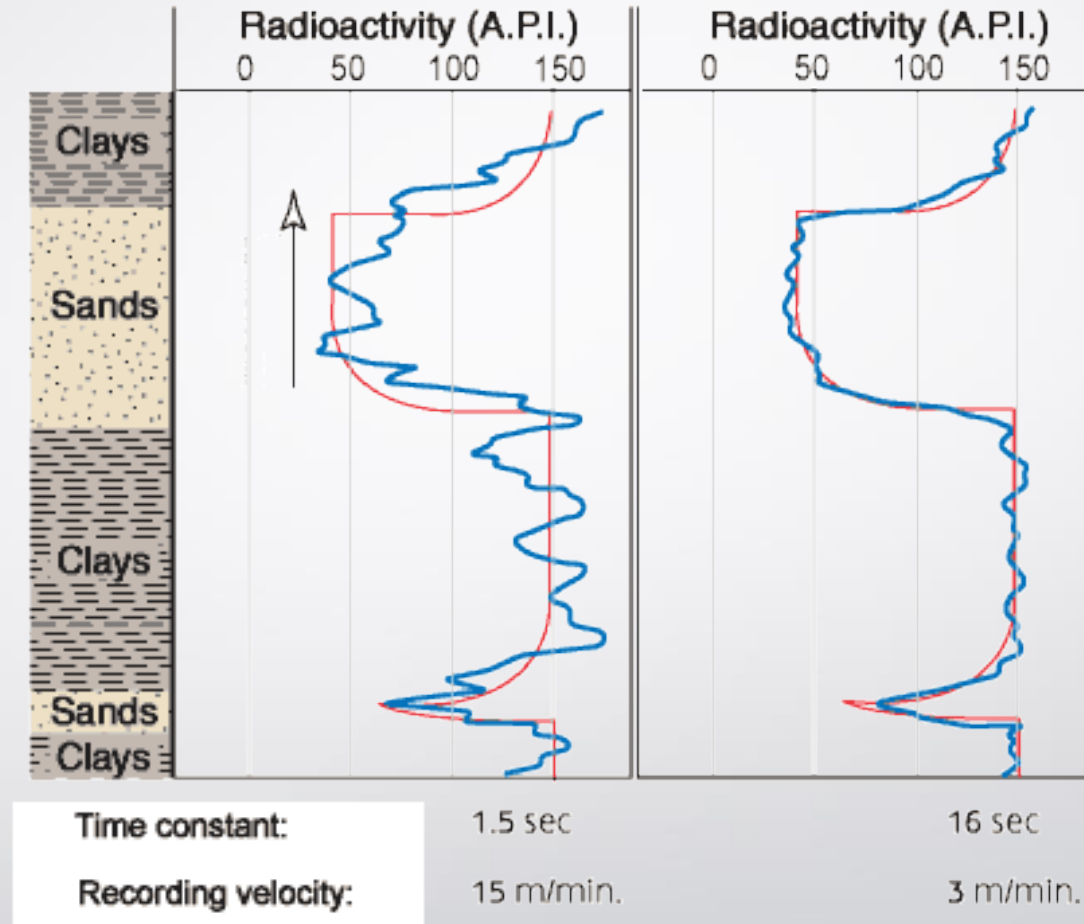 Radioactivity (A.P.I.)
0 50 100 150
Radioactivity (A.P.I.)
0 50 100 150
Clays
Sands
Clays
Sands
Clays
Time constant: 1.5 sec 16 sec
Recording velocity: 15 m/min. 3 m/min.